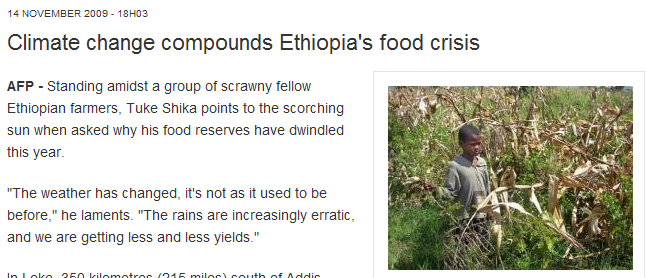 14 NOVEMBER 2009 - 18H03
Climate change compounds Ethiopia's food crisis
AFP - Standing amidst a group of scrawny fellow
Ethiopian farmers, Tuke Shika points to the scorching
sun when asked why his food reserves have dwindled
this year.
"The weather has changed, it's not as it used to be
before," he laments. "The rains are increasingly erratic,
and we are getting less and less yields."
In Loke, 350 kilometres (215 miles) south of Addis